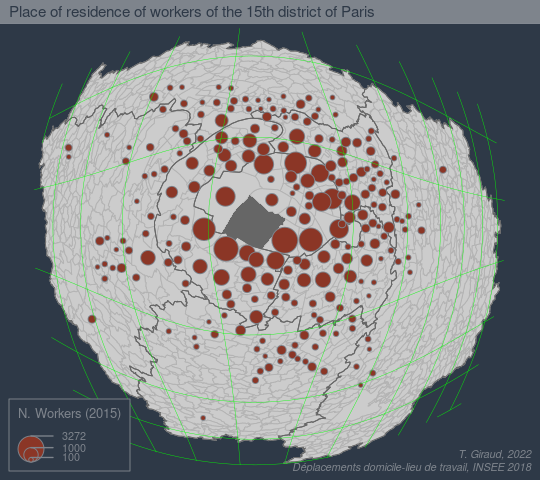 Place of residence of workers of the 15th district of Paris
N. Workers (2015)
3272
1000
100
T. Giraud, 2022
Déplacements domicile-lieu de travail, INSEE 2018